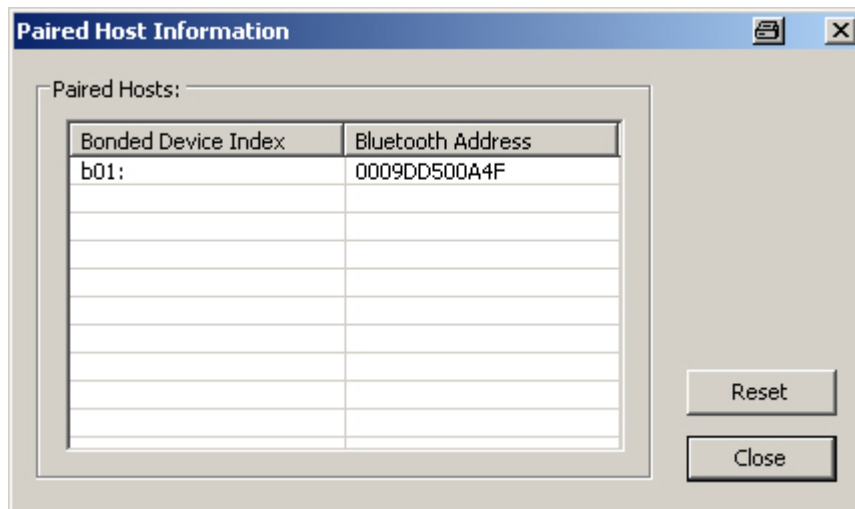 Paired Host Information
Paired Hosts:
Bonded Device Index Bluetooth Address
b01: 0009DD500A4F
Reset
Close